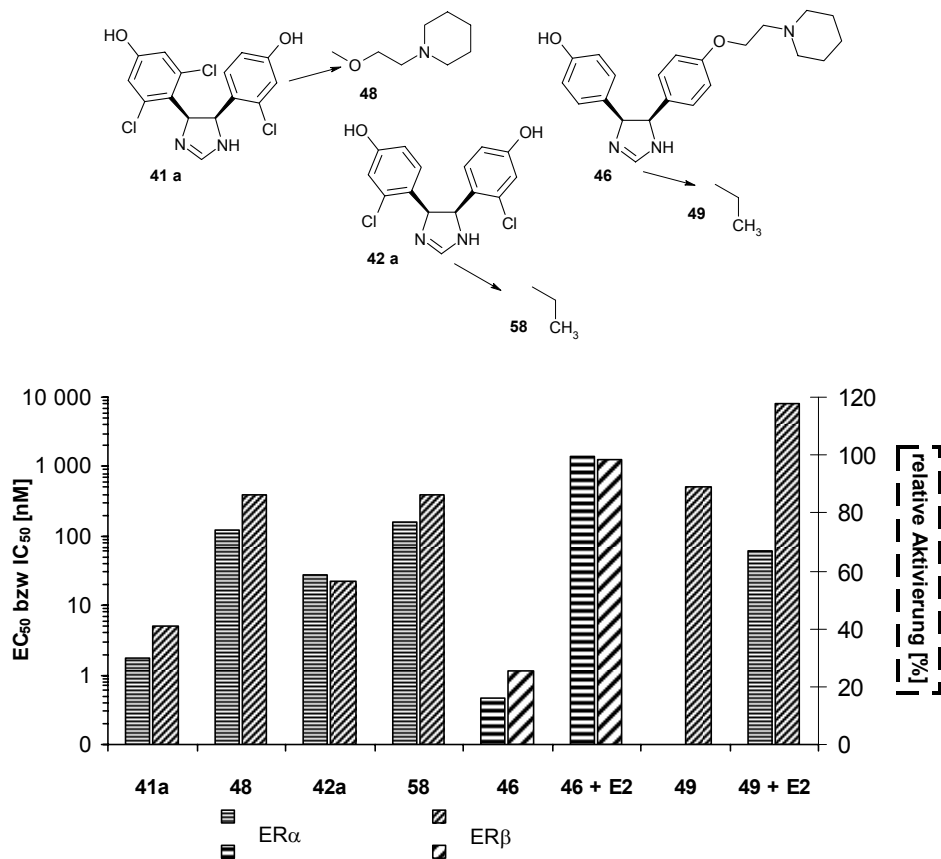 HO
OH
Cl
Cl
Cl
N
NH
41 a
O
N
48
HO
O
N
N
NH
46
49
CH3
HO
OH
Cl
Cl
N
NH
42 a
58
CH3
EC50 bzw IC50 [nM]
10 000
1 000
100
10
1
0
120
100
80
60
40
20
0
relative Aktivierung [%]
41a 48 42a 58 46 46 + E2 49 49 + E2
ERα ERβ